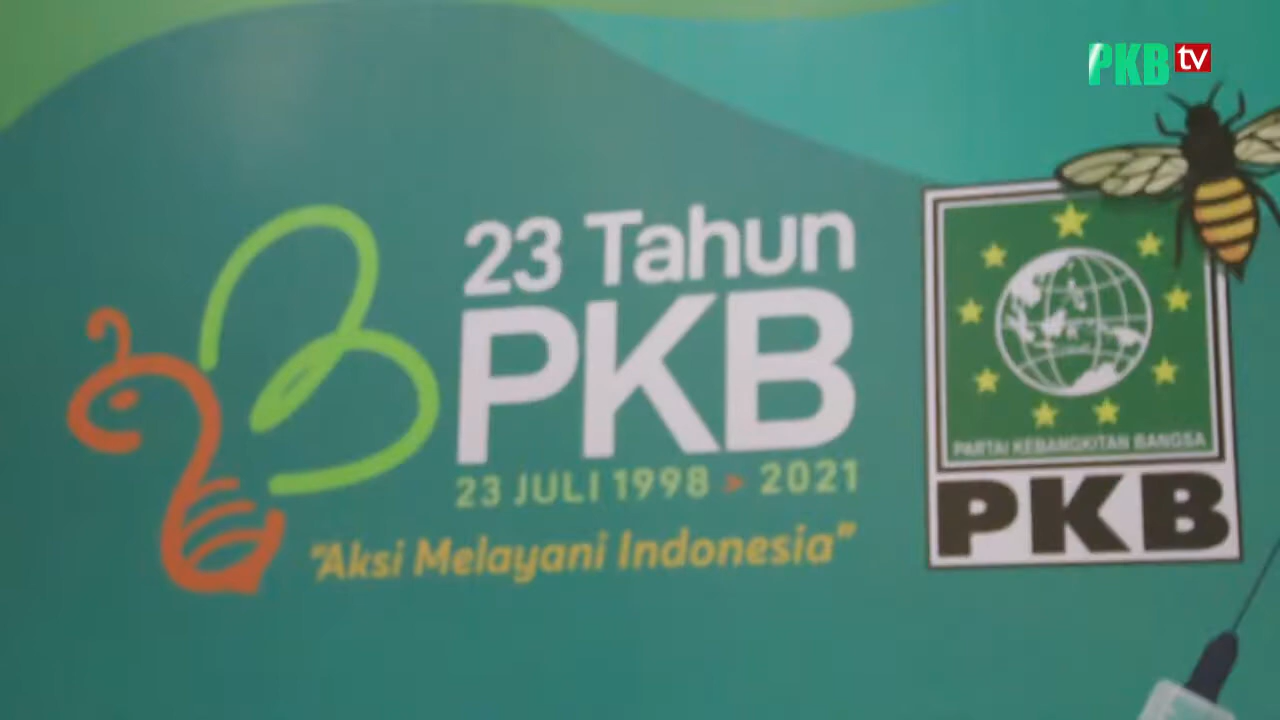 PKB tv
23 Tahun
PKB
23 JULI 1998 > 2021
"Aksi Melayani Indonesia"
PARTAI KEBANGKITAN BANGSA
PKB